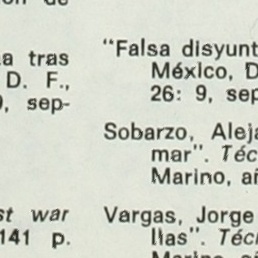 a tras
D. F.,
9, sep-
st war
141 p.
"Falsa disyunt
México, D
26: 9, sep
Sobarzo, Aleja
mar". Téc
Marino, añ
Vargas, Jorge
llas". Técn